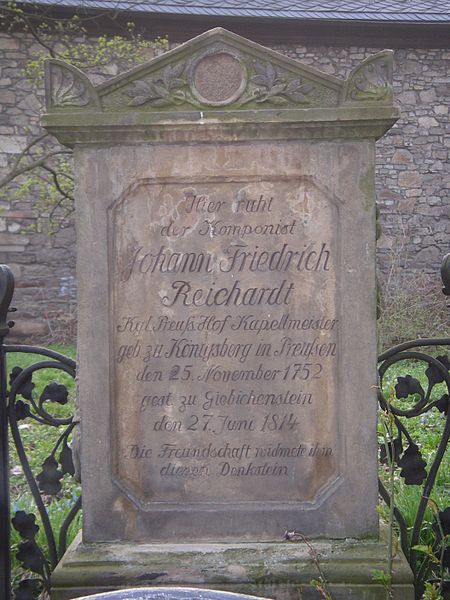 Hier ruht
der Komponist
Johann Friedrich
Reichardt
Kgl. Preuß. Hof Kapellmeister
geb zu Königsberg in Preußen
den 25. November 1752
gest. zu Giebichenstein
den 27. Juni 1814
Die Freundschaft widmete ihm
diesen Denkstein